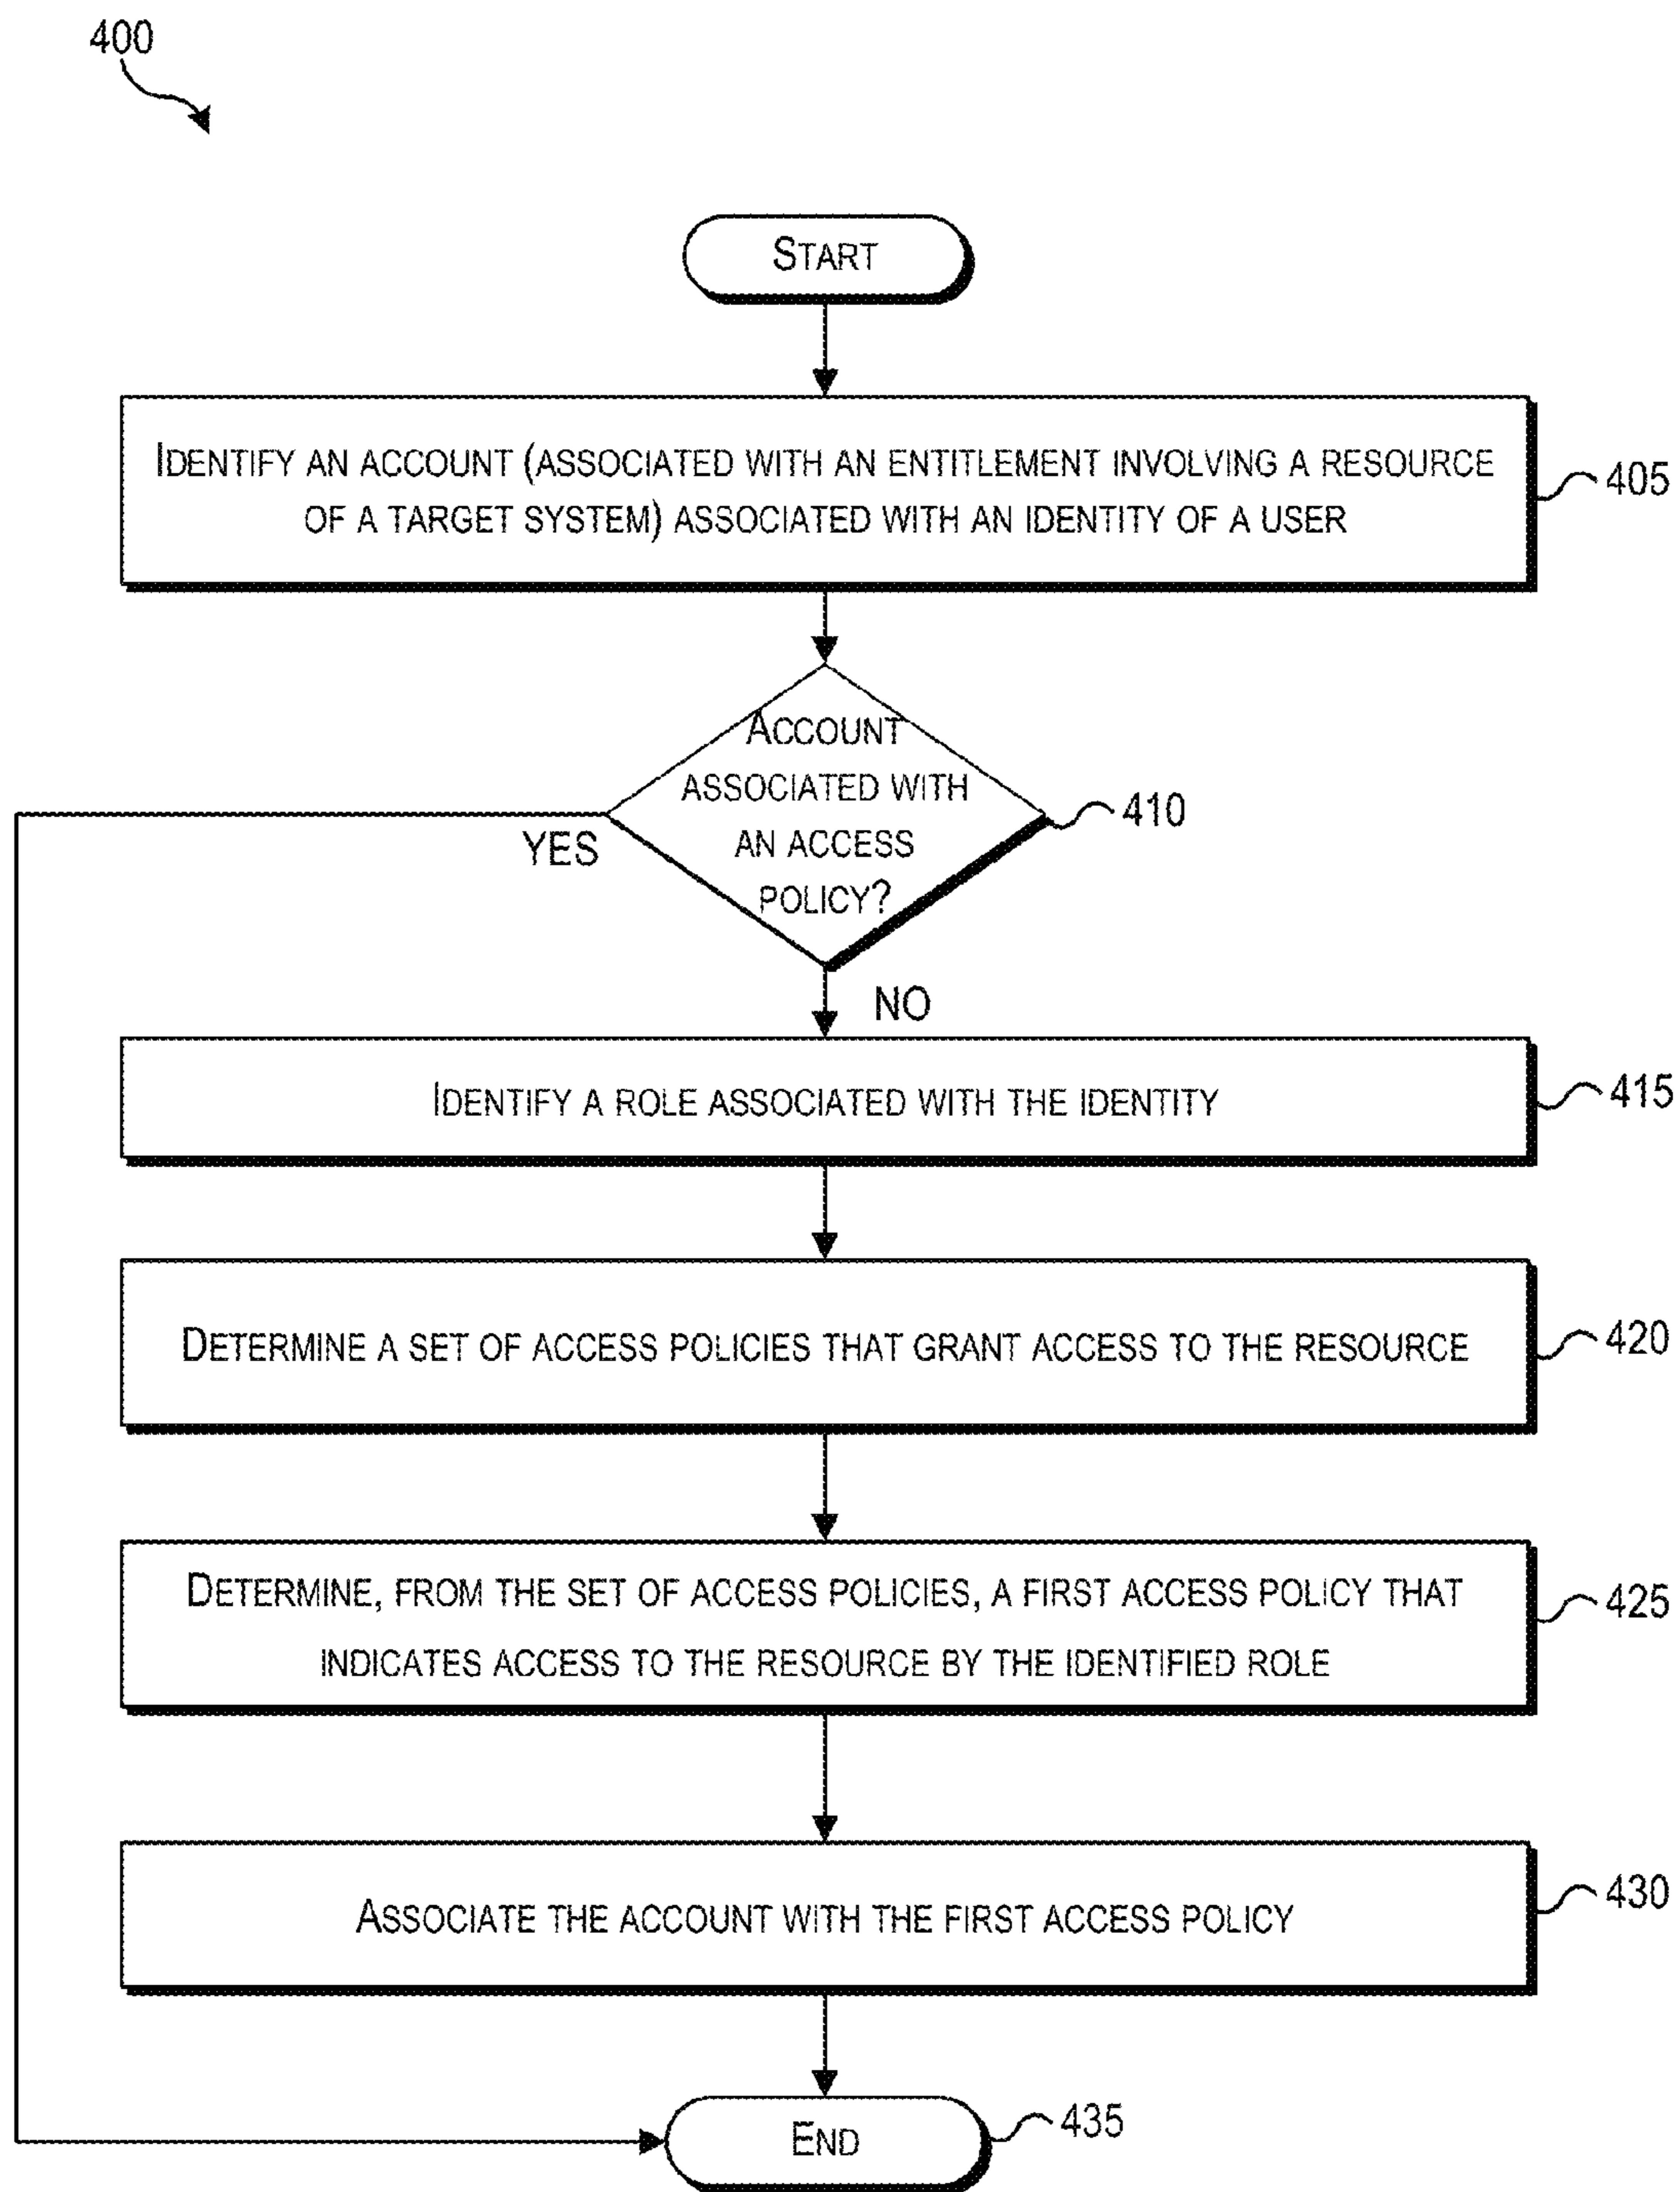 400
START
IDENTIFY AN ACCOUNT (ASSOCIATED WITH AN ENTITLEMENT INVOLVING A RESOURCE
OF A TARGET SYSTEM) ASSOCIATED WITH AN IDENTITY OF A USER
405
ACCOUNT
ASSOCIATED WITH
AN ACCESS
POLICY?
410
YES
NO
IDENTIFY A ROLE ASSOCIATED WITH THE IDENTITY
415
DETERMINE A SET OF ACCESS POLICIES THAT GRANT ACCESS TO THE RESOURCE
420
DETERMINE, FROM THE SET OF ACCESS POLICIES, A FIRST ACCESS POLICY THAT
INDICATES ACCESS TO THE RESOURCE BY THE IDENTIFIED ROLE
425
ASSOCIATE THE ACCOUNT WITH THE FIRST ACCESS POLICY
430
END
435